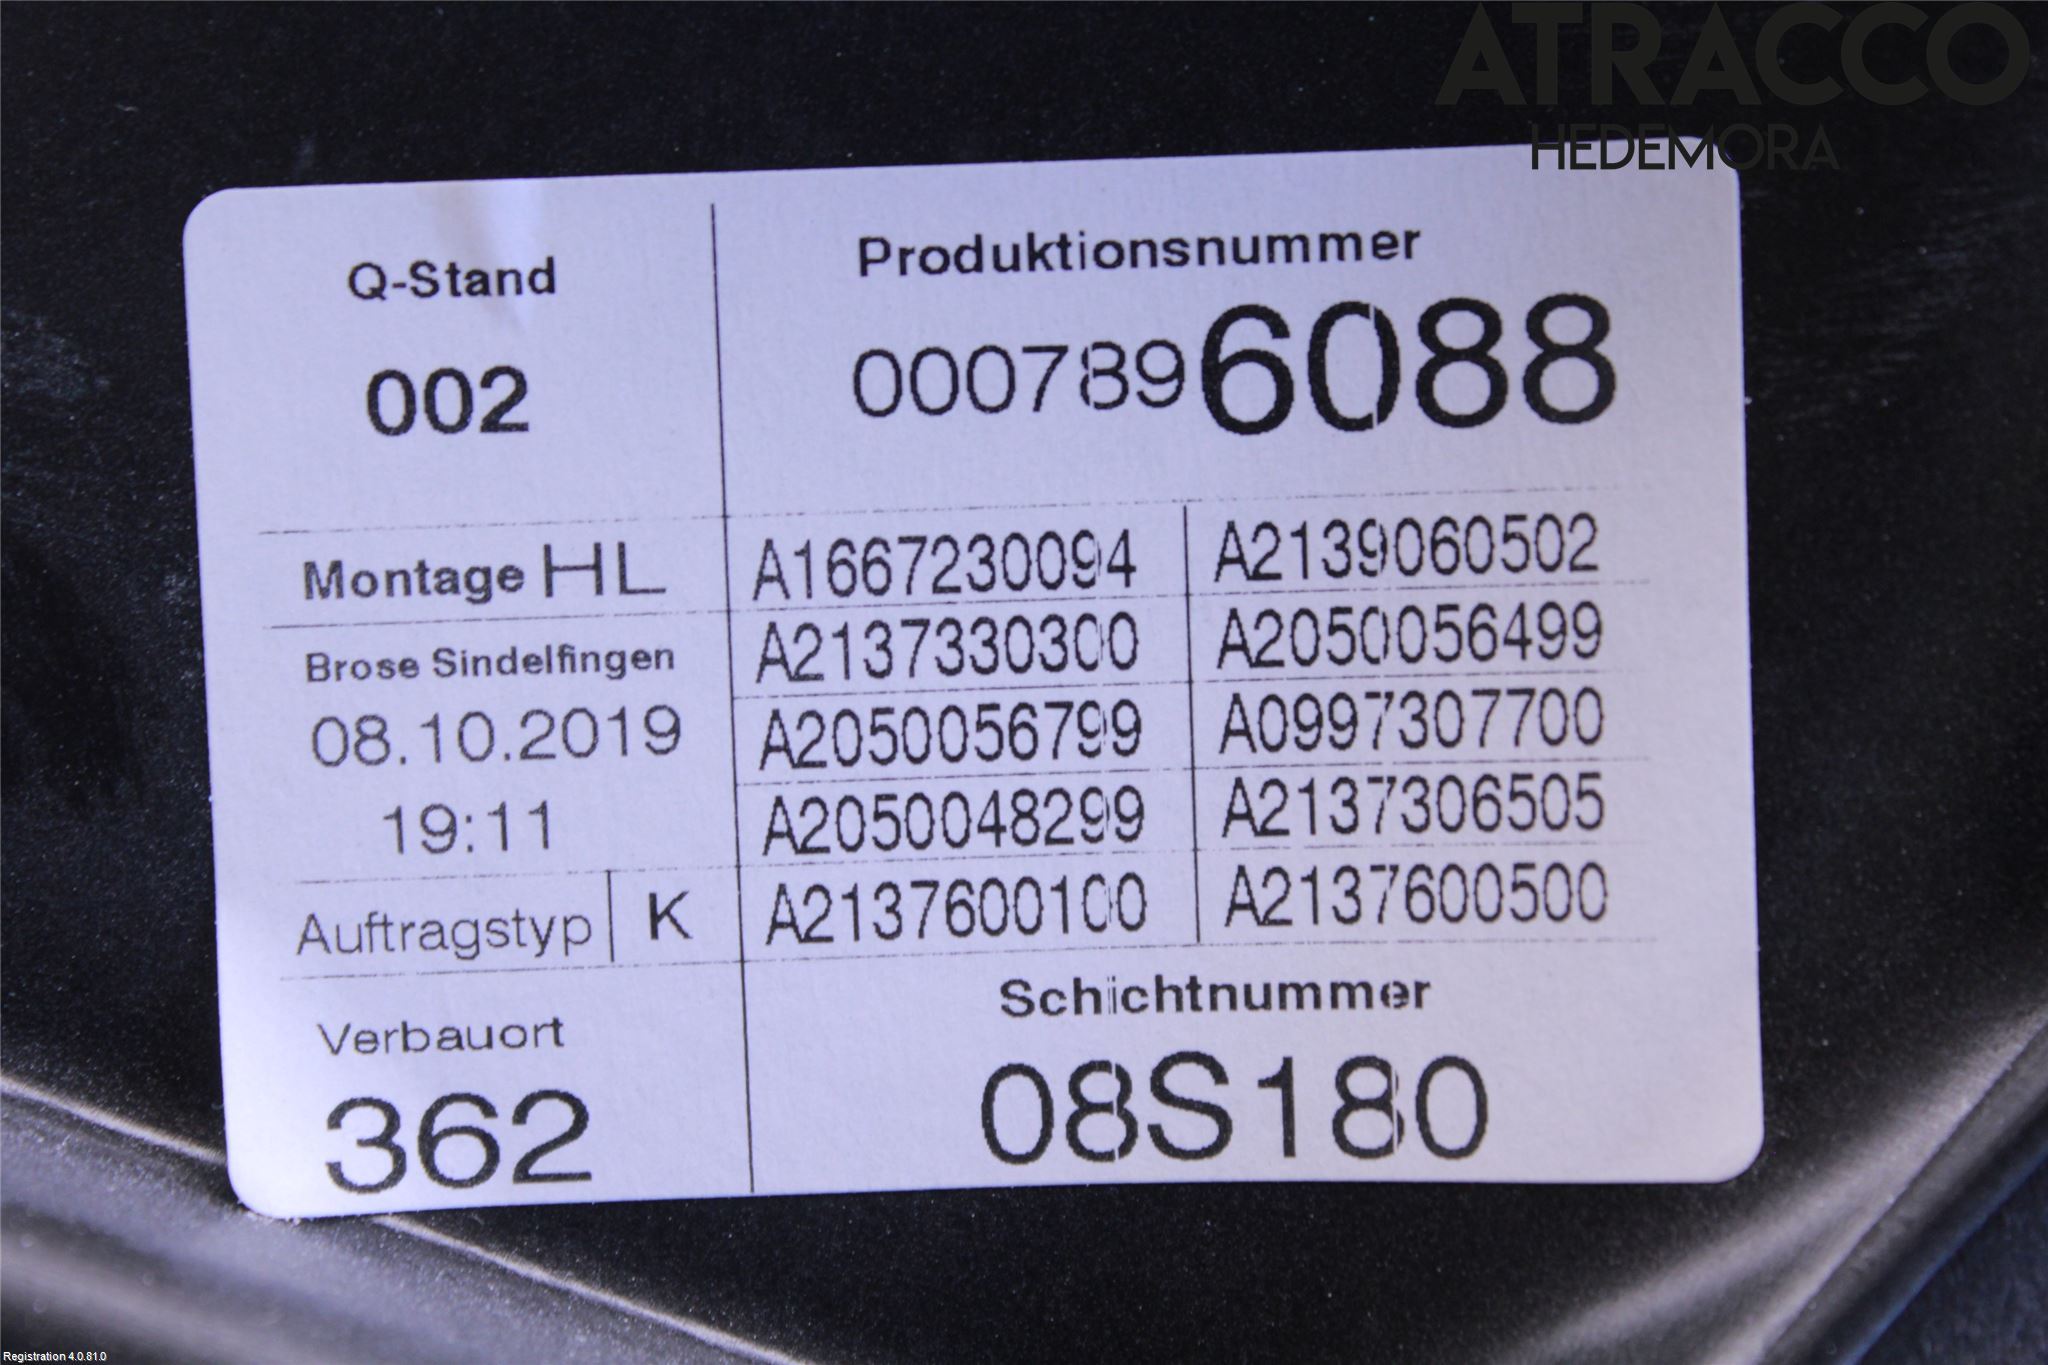 ATRACCO
HEDEMORA
Q-Stand
002
Produktionsnummer
0007896088
Montage HL
Brose Sindelfingen
08.10.2019
19:11
Auftragstyp K
Verbauort
362
A1667230094 A2139060502
A2137330300 A2050056499
A2050056799 A0997307700
A2050048299 A2137306505
A2137600100 A2137600500
Schichtnummer
08S180
Registration 4.0.81.0